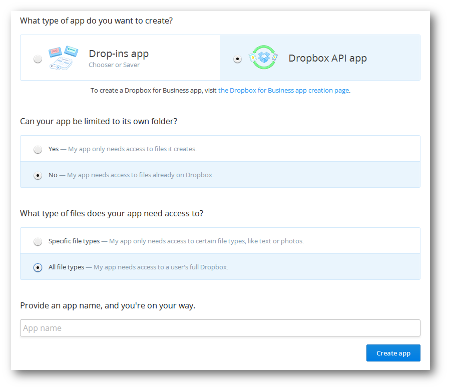 What type of app do you want to create?
Drop-ins app
Chooser or Saver
Dropbox API app
To create a Dropbox for Business app, visit the Dropbox for Business app creation page.
Can your app be limited to its own folder?
Yes — My app only needs access to files it creates
No — My app needs access to files already on Dropbox
What type of files does your app need access to?
Specific file types — My app only needs access to certain file types, like text or photos
All file types — My app needs access to a user's full Dropbox
Provide an app name, and you're on your way.
App name
Create app